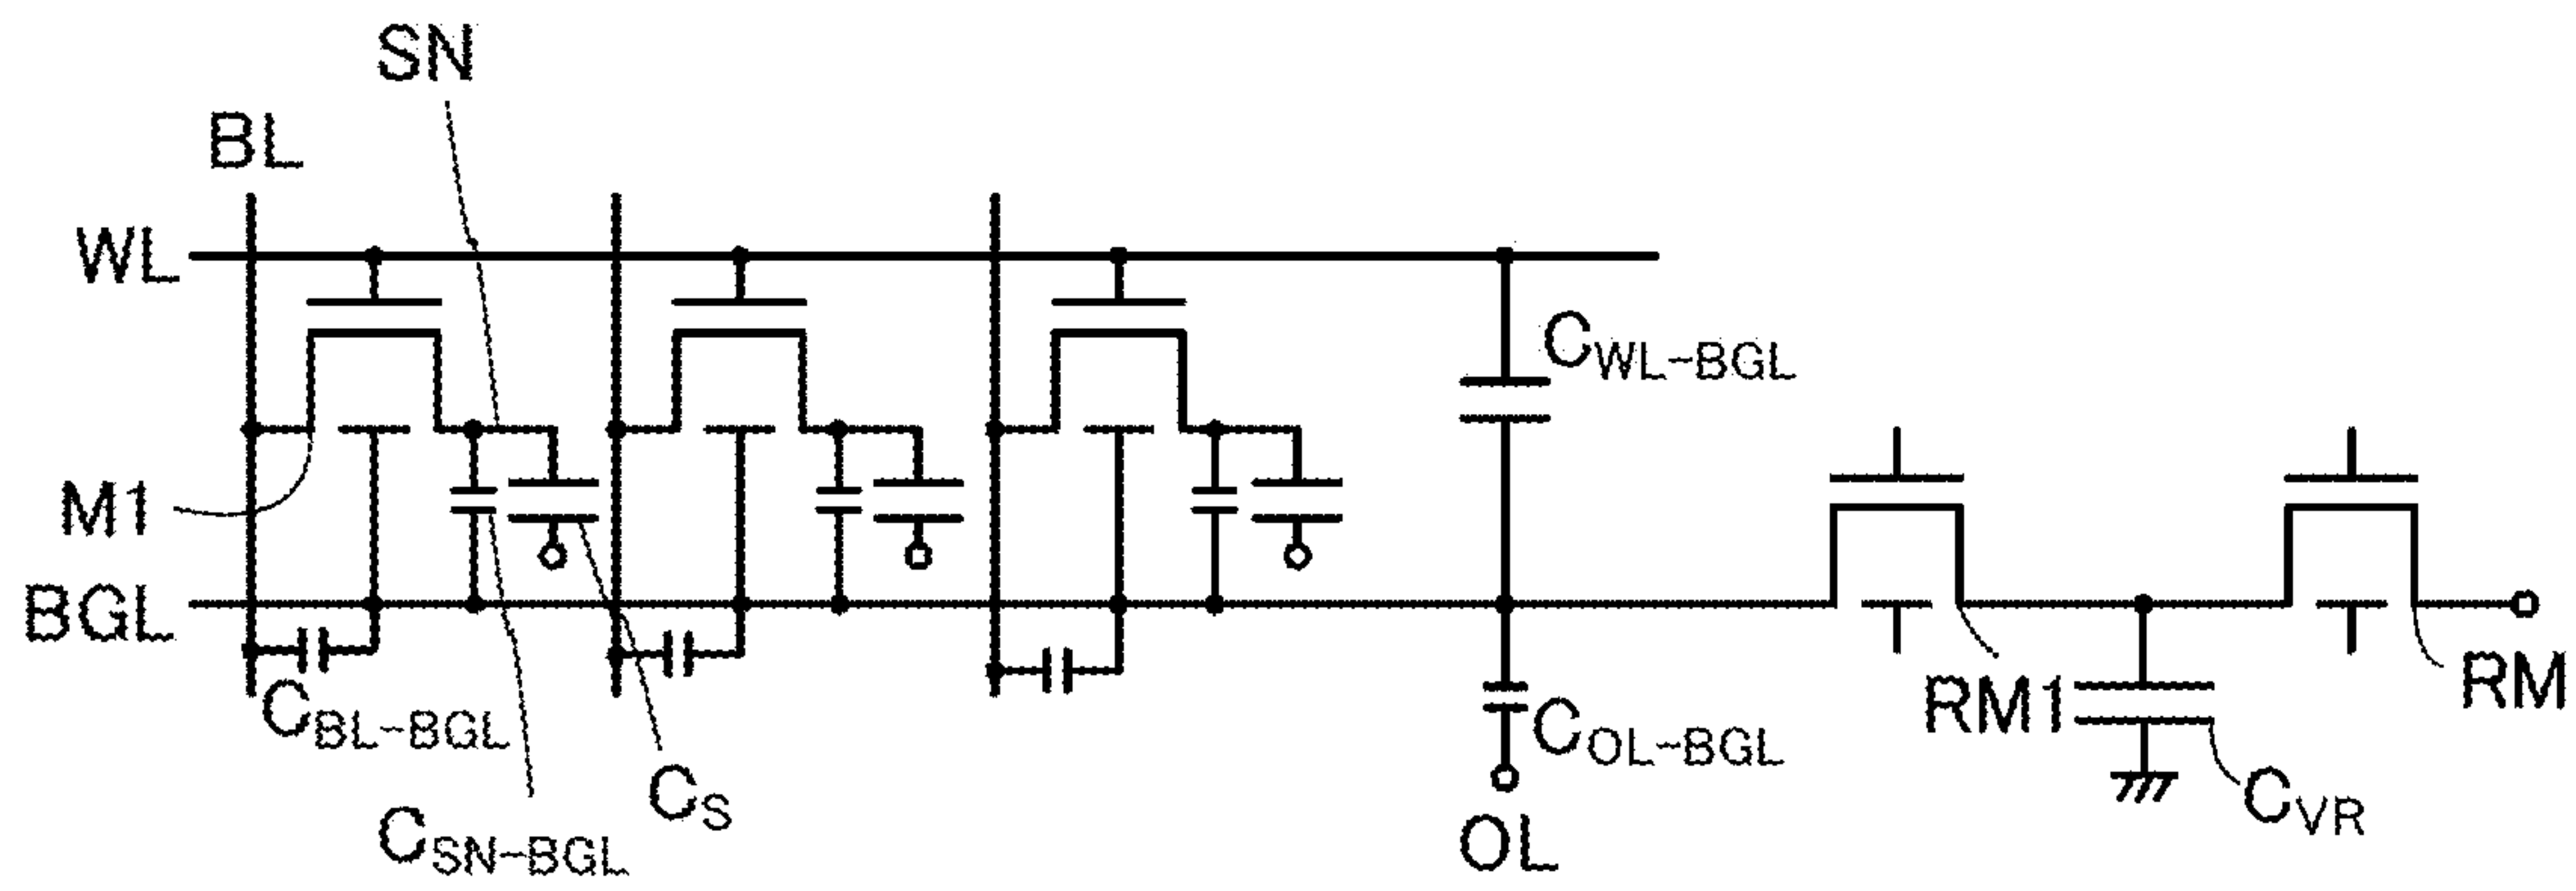 SN
BL
WL
CWL-BGL
M1
BGL
RM1
RM
CBL-BGL
COL-BGL
CS
CVR
CSN-BGL
OL